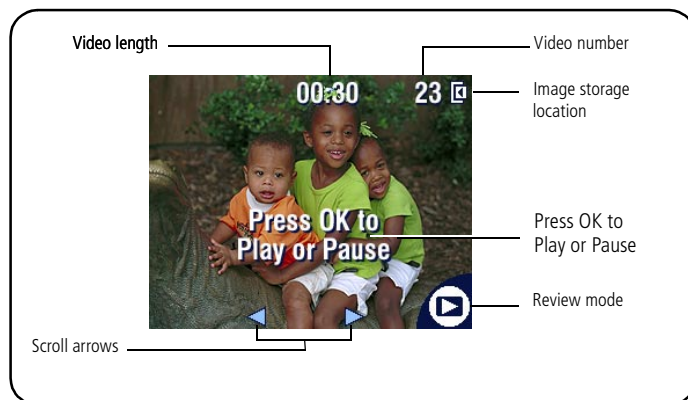 Video length
Video number
00:30
23
Image storage
location
Press OK to
Play or Pause
Press OK to
Play or Pause
Review mode
Scroll arrows